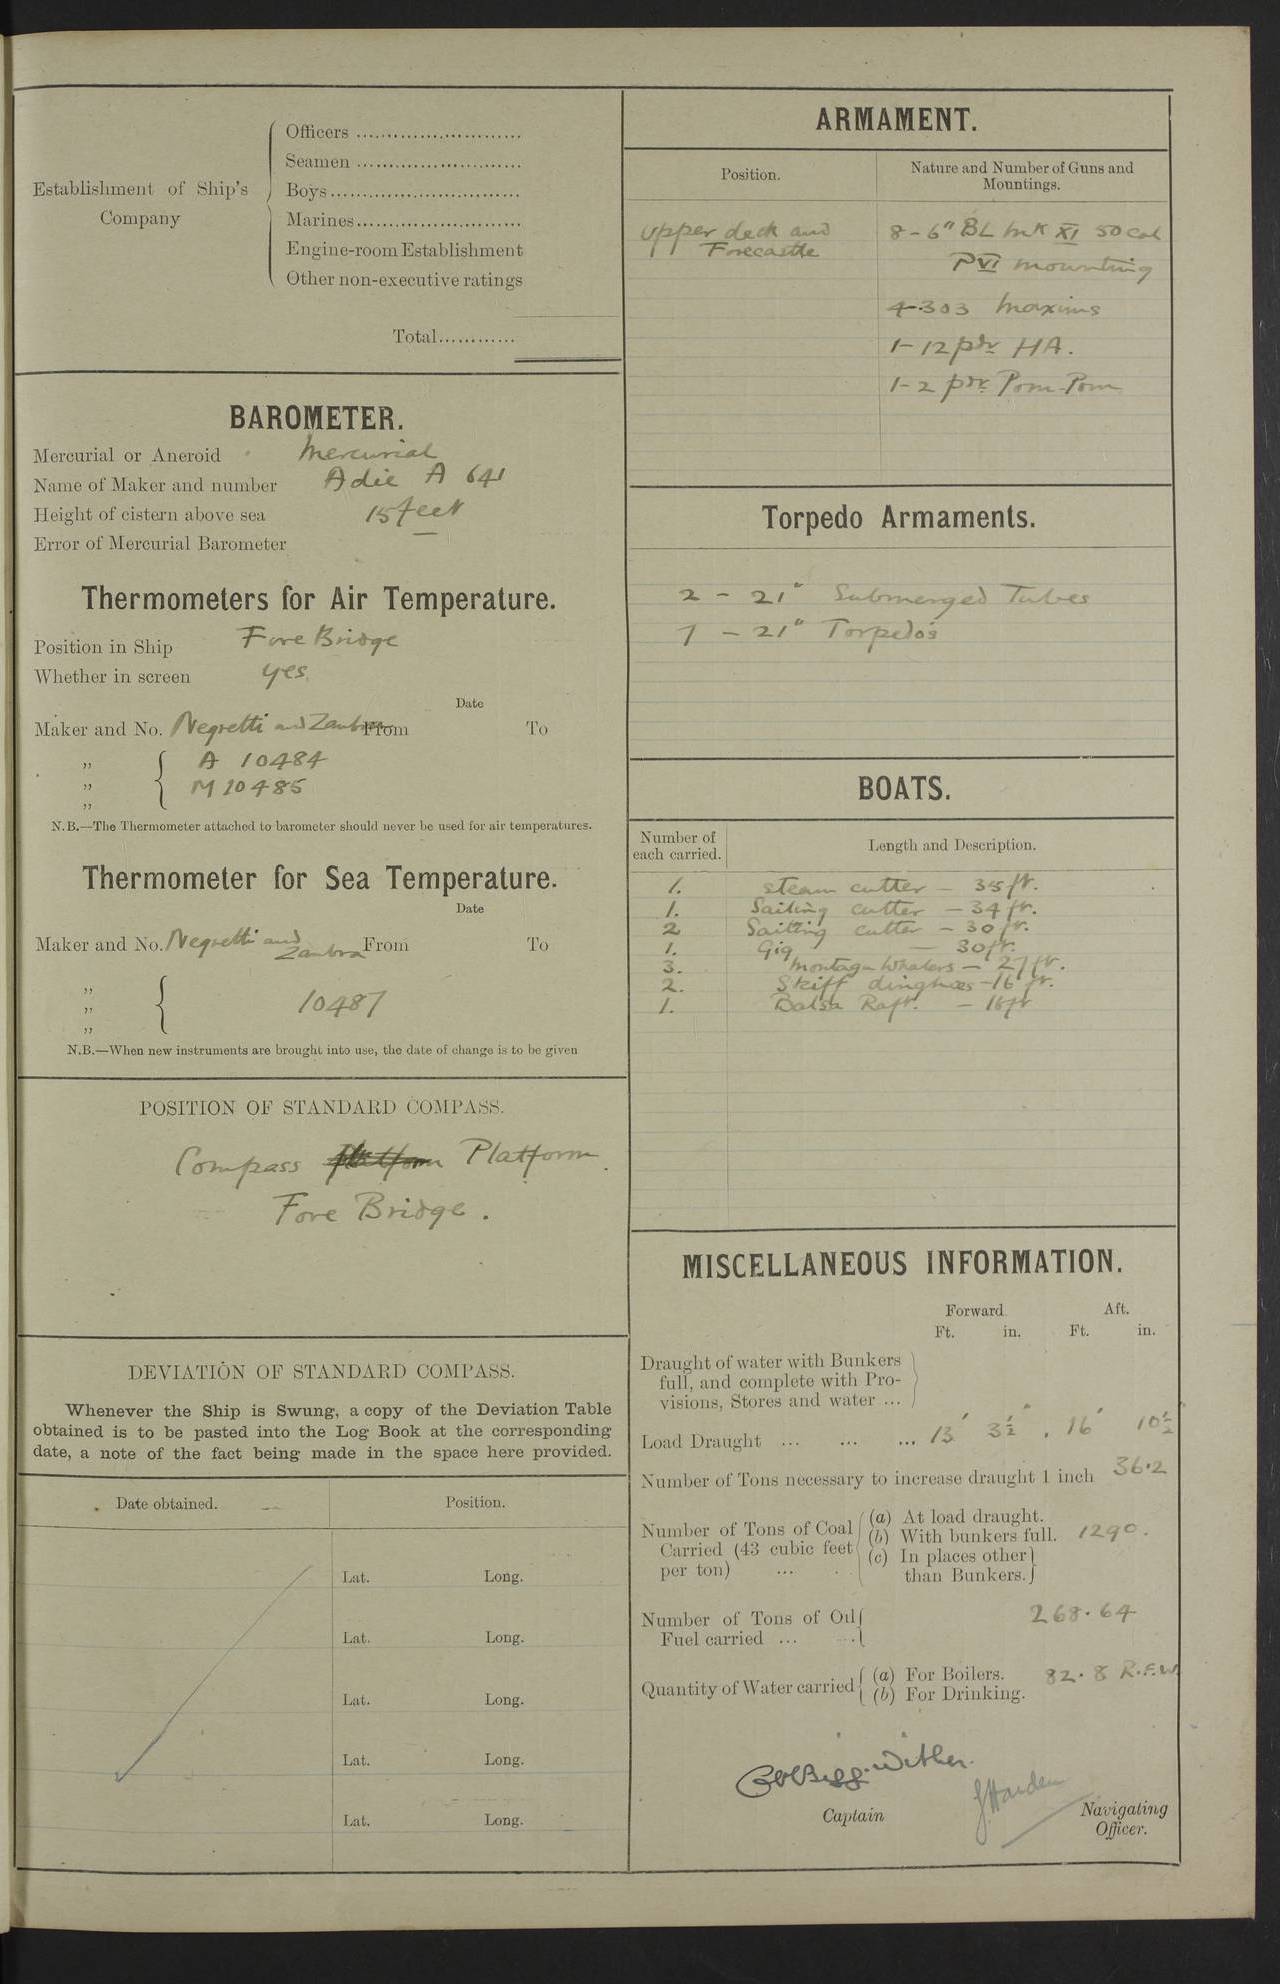 Establishment of Ship's
Company
Officers ...........................
Seamen ...........................
Boys...............................
Marines...........................
Engine-room Establishment
Other non-executive ratings
Total.............
BAROMETER.
Mercurial or Aneroid Mercurial
Name of Maker and number Adie A 641
Height of cistern above sea 15 feet
Error of Mercurial Barometer
Thermometers for Air Temperature.
Position in Ship Fore Bridge
Whether in screen yes.
Date
Maker and No. Negretti and Zambra From To
„ A 10484
„ M 10485
„
N.B.—The Thermometer attached to barometer should never be used for air temperatures.
Thermometer for Sea Temperature.
Date
Maker and No. Negretti and Zambra From To
„
„ 10487
„
N.B.—When new instruments are brought into use, the date of change is to be given
POSITION OF STANDARD COMPASS.
Compass platform Platform.
Fore Bridge.
DEVIATION OF STANDARD COMPASS.
Whenever the Ship is Swung, a copy of the Deviation Table
obtained is to be pasted into the Log Book at the corresponding
date, a note of the fact being made in the space here provided.
Date obtained. Position.
Lat. Long.
Lat. Long.
Lat. Long.
Lat. Long.
Lat. Long.
ARMAMENT.
Position. Nature and Number of Guns and
Mountings.
upper deck and 8 - 6" BL Mk XI 50 cal
Forecastle
PVI mounting
4 .303 Maxims
1 - 12 pdr HA.
1 - 2 pdr. Pom-Pom
Torpedo Armaments.
2 - 21" Submerged Tubes
7 - 21" Torpedo's
BOATS.
Number of
each carried. Length and Description.
1. steam cutter - 35 ft.
1. Sailing cutter - 34 ft.
2 Sailing cutter - 30 ft.
1. Gig - 30 ft.
3. Montagu Whalers - 27 ft.
2. Skiff dinghies - 16 ft.
1. Balsa Raft. - 16 ft
MISCELLANEOUS INFORMATION.
Forward. Aft.
Ft. in. Ft. in.
Draught of water with Bunkers
full, and complete with Pro-
visions, Stores and water ...
Load Draught ... ... ... 13' 3½". 16' 10½"
Number of Tons necessary to increase draught 1 inch 36.2
Number of Tons of Coal
Carried (43 cubic feet
per ton) ...
(a) At load draught.
(b) With bunkers full. 1290.
(c) In places other
than Bunkers.
Number of Tons of Oil 268.64
Fuel carried ...
Quantity of Water carried (a) For Boilers. 82.8 R.F.W.
(b) For Drinking.
Bigg-Wither.
J Harden
Captain
Navigating
Officer.